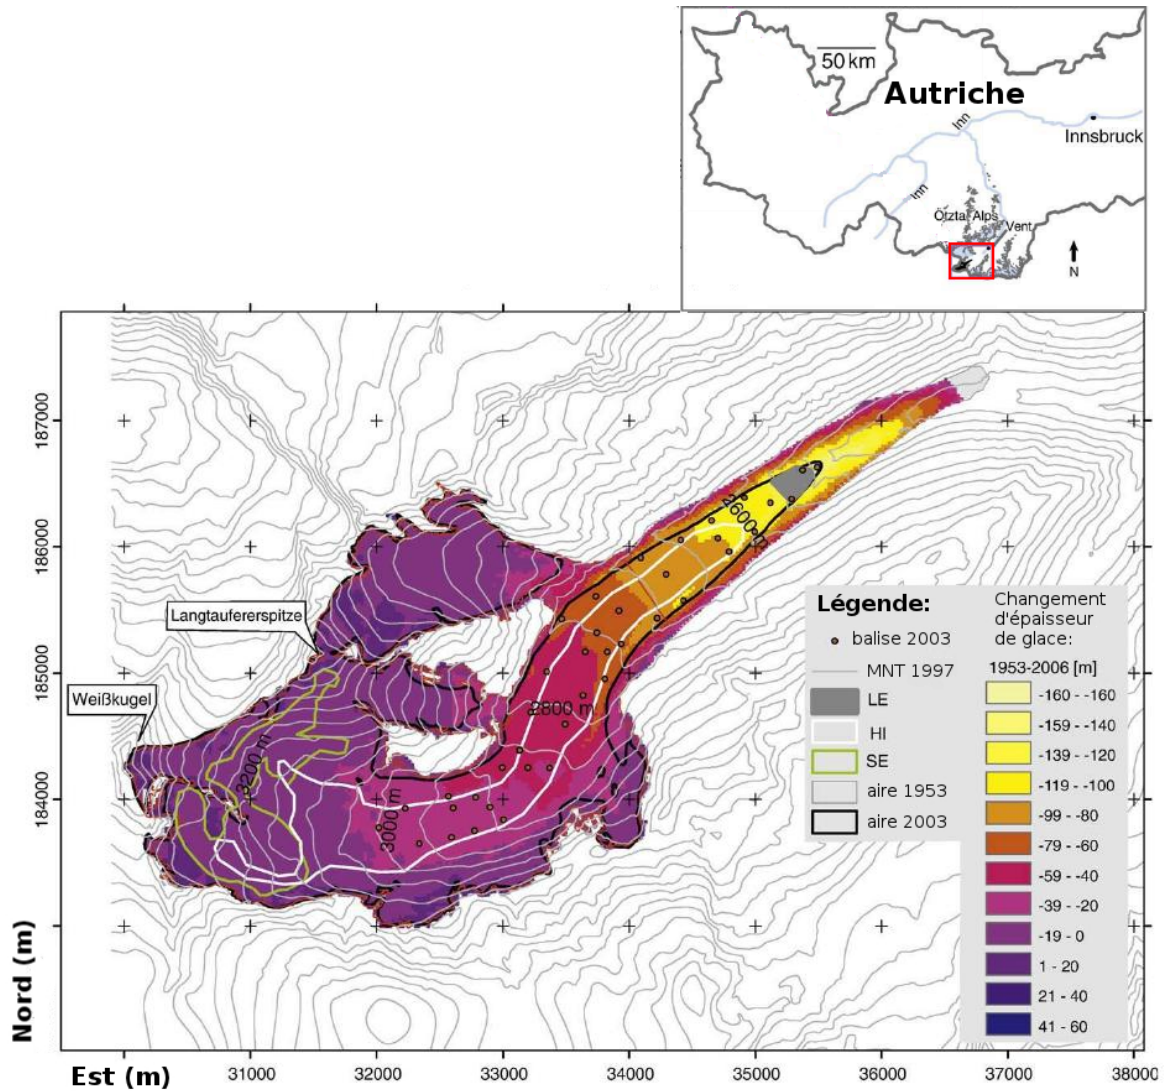 50 km
Autriche
Inn
Innsbruck
Inn
Ötztal Alps
Vent
N
187000
186000
185000
184000
Nord (m)
Langtaufererspitze
Weißkugel
2600 m
2800 m
3000 m
3200 m
Légende:
balise 2003
MNT 1997
LE
HI
SE
aire 1953
aire 2003
Changement
d'épaisseur
de glace:
1953-2006 [m]
-160 - -160
-159 - -140
-139 - -120
-119 - -100
-99 - -80
-79 - -60
-59 - -40
-39 - -20
-19 - 0
1 - 20
21 - 40
41 - 60
Est (m)
31000
32000
33000
34000
35000
36000
37000
38000